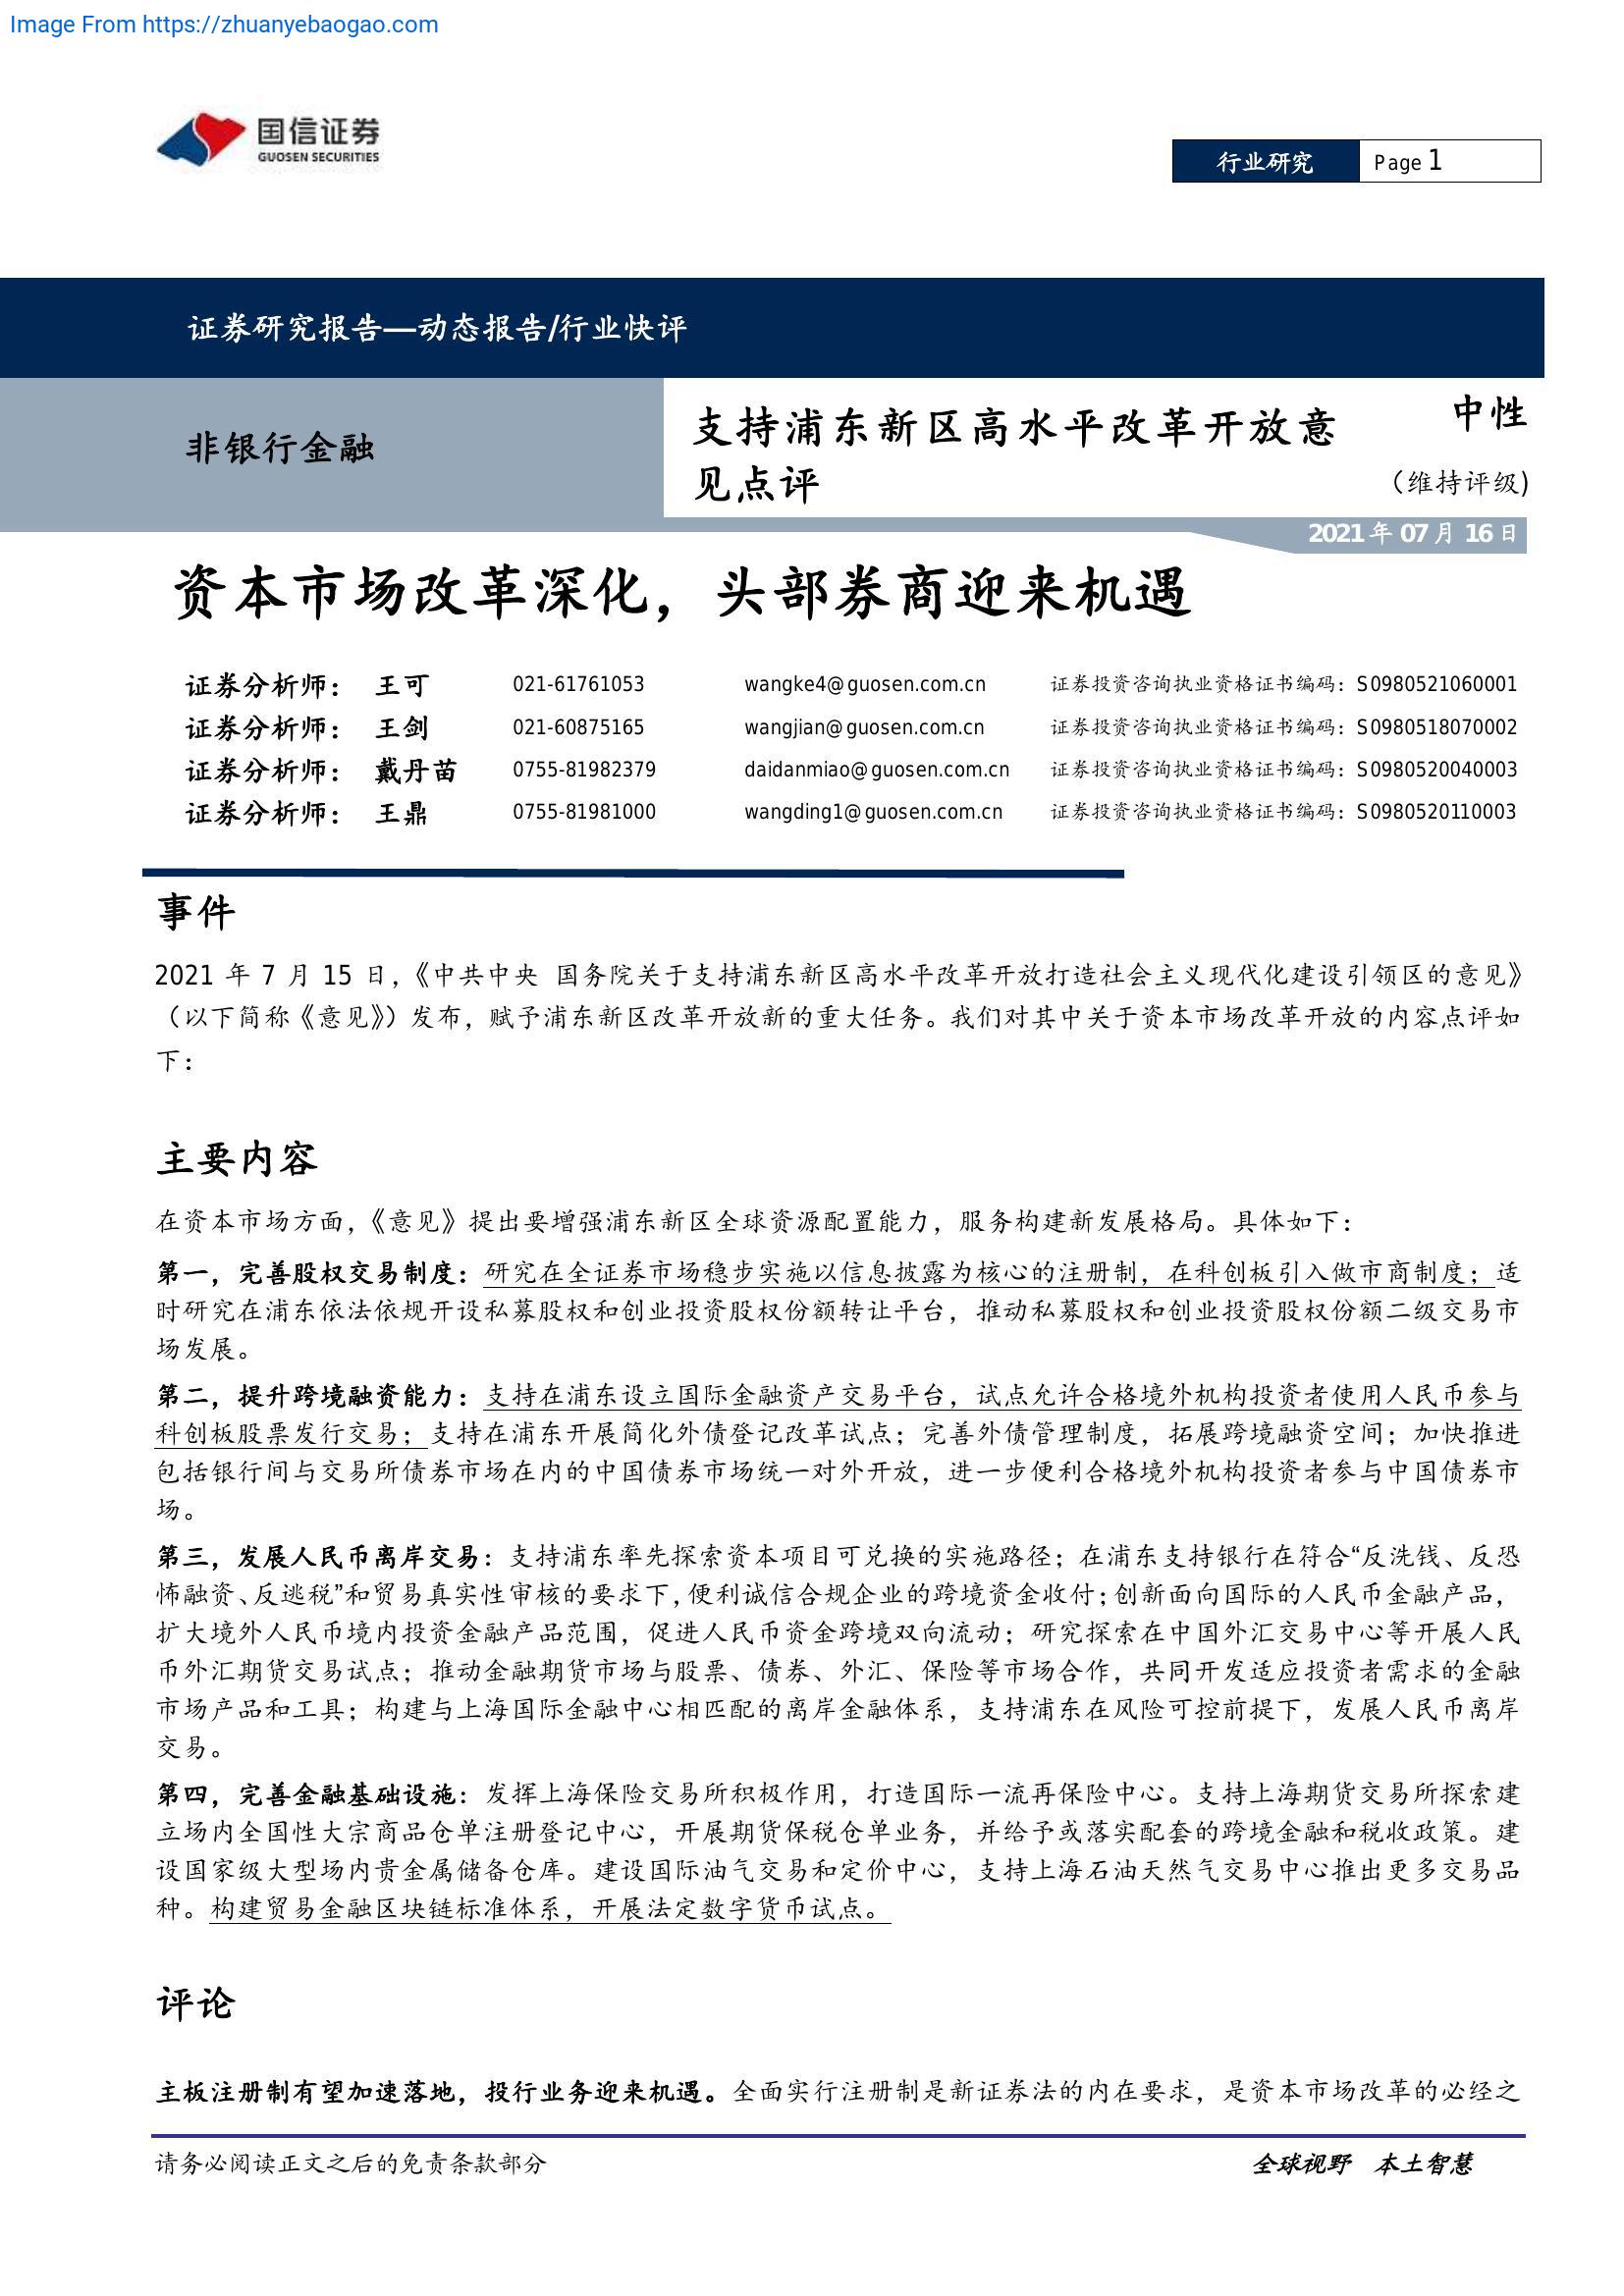 Image From https://zhuanyebaogao.com
国信证券
GUOSEN SECURITIES
行业研究
Page 1
证券研究报告—动态报告/行业快评
非银行金融
支持浦东新区高水平改革开放意
见点评
中性
（维持评级)
2021 年 07 月 16 日
资本市场改革深化，头部券商迎来机遇
证券分析师： 王可 021-61761053 wangke4@guosen.com.cn 证券投资咨询执业资格证书编码：S0980521060001
证券分析师： 王剑 021-60875165 wangjian@guosen.com.cn 证券投资咨询执业资格证书编码：S0980518070002
证券分析师： 戴丹苗 0755-81982379 daidanmiao@guosen.com.cn 证券投资咨询执业资格证书编码：S0980520040003
证券分析师： 王鼎 0755-81981000 wangding1@guosen.com.cn 证券投资咨询执业资格证书编码：S0980520110003
事件
2021 年 7 月 15 日，《中共中央 国务院关于支持浦东新区高水平改革开放打造社会主义现代化建设引领区的意见》
（以下简称《意见》）发布，赋予浦东新区改革开放新的重大任务。我们对其中关于资本市场改革开放的内容点评如
下：
主要内容
在资本市场方面，《意见》提出要增强浦东新区全球资源配置能力，服务构建新发展格局。具体如下：
第一，完善股权交易制度：研究在全证券市场稳步实施以信息披露为核心的注册制，在科创板引入做市商制度；适
时研究在浦东依法依规开设私募股权和创业投资股权份额转让平台，推动私募股权和创业投资股权份额二级交易市
场发展。
第二，提升跨境融资能力：支持在浦东设立国际金融资产交易平台，试点允许合格境外机构投资者使用人民币参与
科创板股票发行交易；支持在浦东开展简化外债登记改革试点；完善外债管理制度，拓展跨境融资空间；加快推进
包括银行间与交易所债券市场在内的中国债券市场统一对外开放，进一步便利合格境外机构投资者参与中国债券市
场。
第三，发展人民币离岸交易：支持浦东率先探索资本项目可兑换的实施路径；在浦东支持银行在符合“反洗钱、反恐
怖融资、反逃税”和贸易真实性审核的要求下，便利诚信合规企业的跨境资金收付；创新面向国际的人民币金融产品，
扩大境外人民币境内投资金融产品范围，促进人民币资金跨境双向流动；研究探索在中国外汇交易中心等开展人民
币外汇期货交易试点；推动金融期货市场与股票、债券、外汇、保险等市场合作，共同开发适应投资者需求的金融
市场产品和工具；构建与上海国际金融中心相匹配的离岸金融体系，支持浦东在风险可控前提下，发展人民币离岸
交易。
第四，完善金融基础设施：发挥上海保险交易所积极作用，打造国际一流再保险中心。支持上海期货交易所探索建
立场内全国性大宗商品仓单注册登记中心，开展期货保税仓单业务，并给予或落实配套的跨境金融和税收政策。建
设国家级大型场内贵金属储备仓库。建设国际油气交易和定价中心，支持上海石油天然气交易中心推出更多交易品
种。构建贸易金融区块链标准体系，开展法定数字货币试点。
评论
主板注册制有望加速落地，投行业务迎来机遇。全面实行注册制是新证券法的内在要求，是资本市场改革的必经之
请务必阅读正文之后的免责条款部分
全球视野 本土智慧